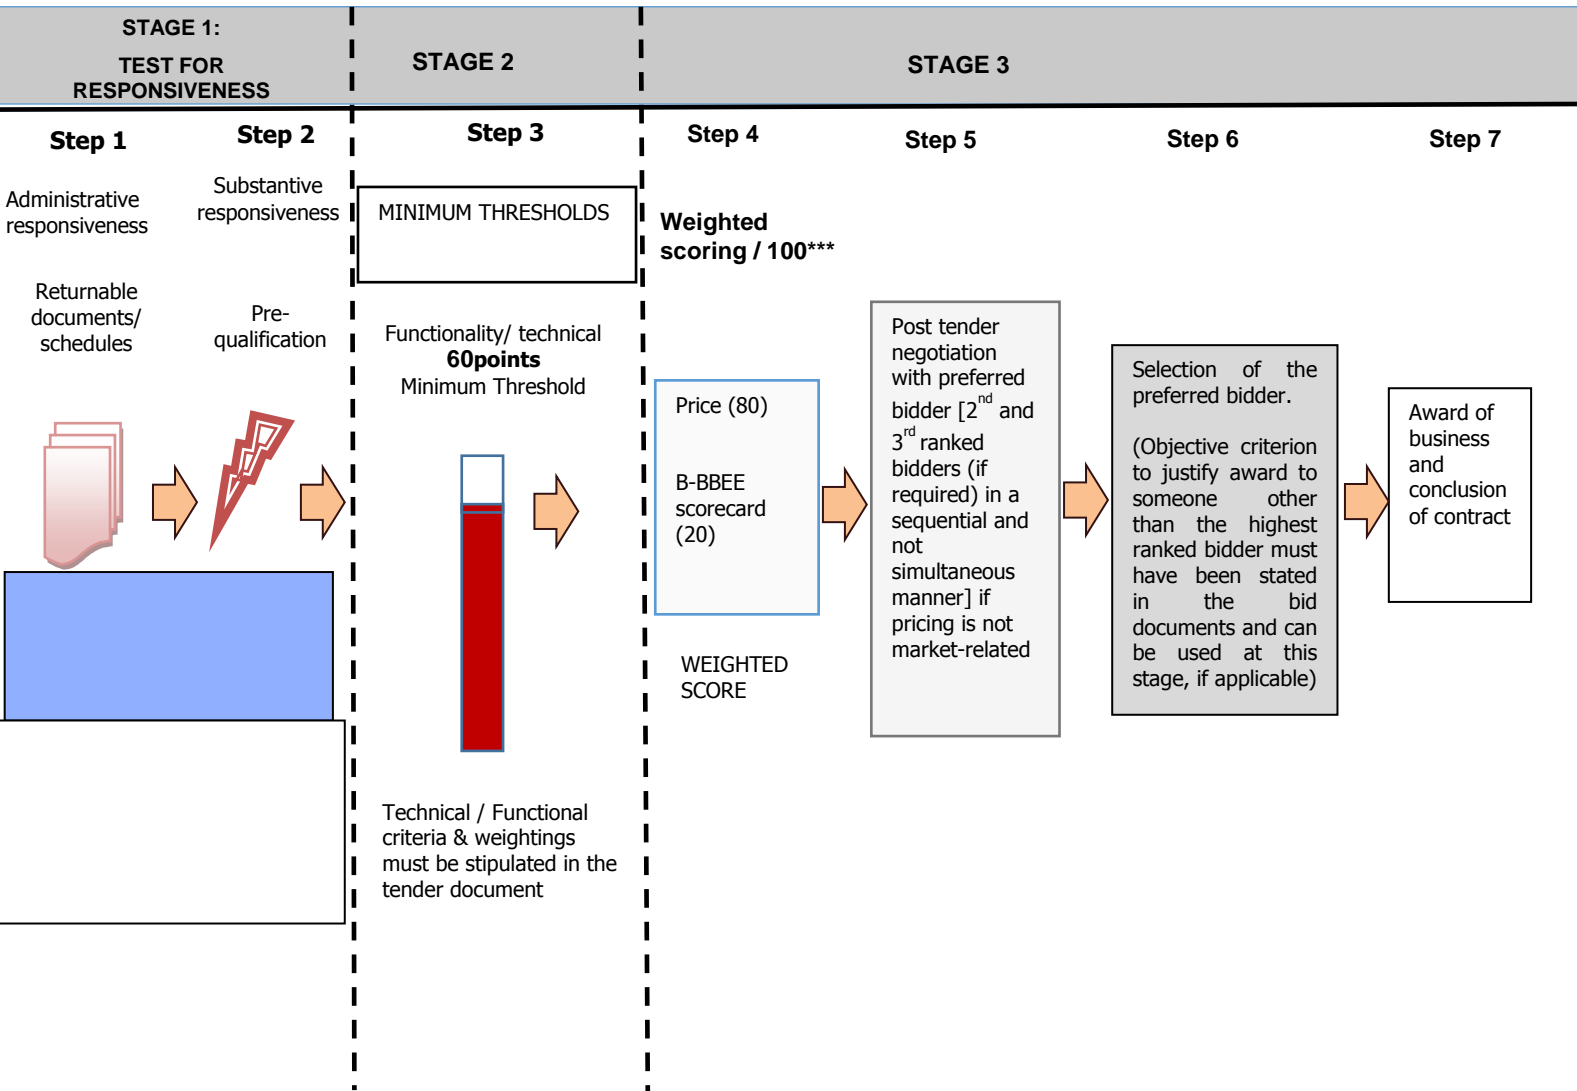 STAGE 1:
TEST FOR
RESPONSIVENESS
STAGE 2
STAGE 3
Step 1
Step 2
Step 3
Step 4
Step 5
Step 6
Step 7
Administrative
responsiveness
Substantive
responsiveness
MINIMUM THRESHOLDS
Weighted
scoring / 100***
Returnable
documents/
schedules
Pre-
qualification
Functionality/ technical
60points
Minimum Threshold
Price (80)
B-BBEE
scorecard
(20)
WEIGHTED
SCORE
Post tender
negotiation
with preferred
bidder [2nd and
3rd ranked
bidders (if
required) in a
sequential and
not
simultaneous
manner] if
pricing is not
market-related
Selection of the
preferred bidder.
(Objective criterion
to justify award to
someone other
than the highest
ranked bidder must
have been stated
in the bid
documents and can
be used at this
stage, if applicable)
Award of
business
and
conclusion
of contract
Technical / Functional
criteria & weightings
must be stipulated in the
tender document